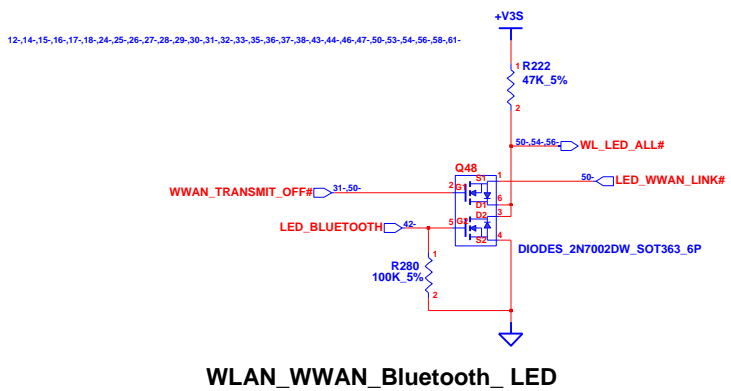 +V3S
12-,14-,15-,16-,17-,18-,24-,25-,26-,27-,28-,29-,30-,31-,32-,33-,35-,36-,37-,38-,43-,44-,46-,47-,50-,53-,54-,56-,58-,61-
1
R222
47K_5%
2
50-,54-,56-
WL_LED_ALL#
Q48
S1
1
50-
LED_WWAN_LINK#
WWAN_TRANSMIT_OFF#
31-,50-
2
G1
6
D1
D2
3
LED_BLUETOOTH
42-
5
G2
S2
4
DIODES_2N7002DW_SOT363_6P
1
R280
100K_5%
2
WLAN_WWAN_Bluetooth_ LED